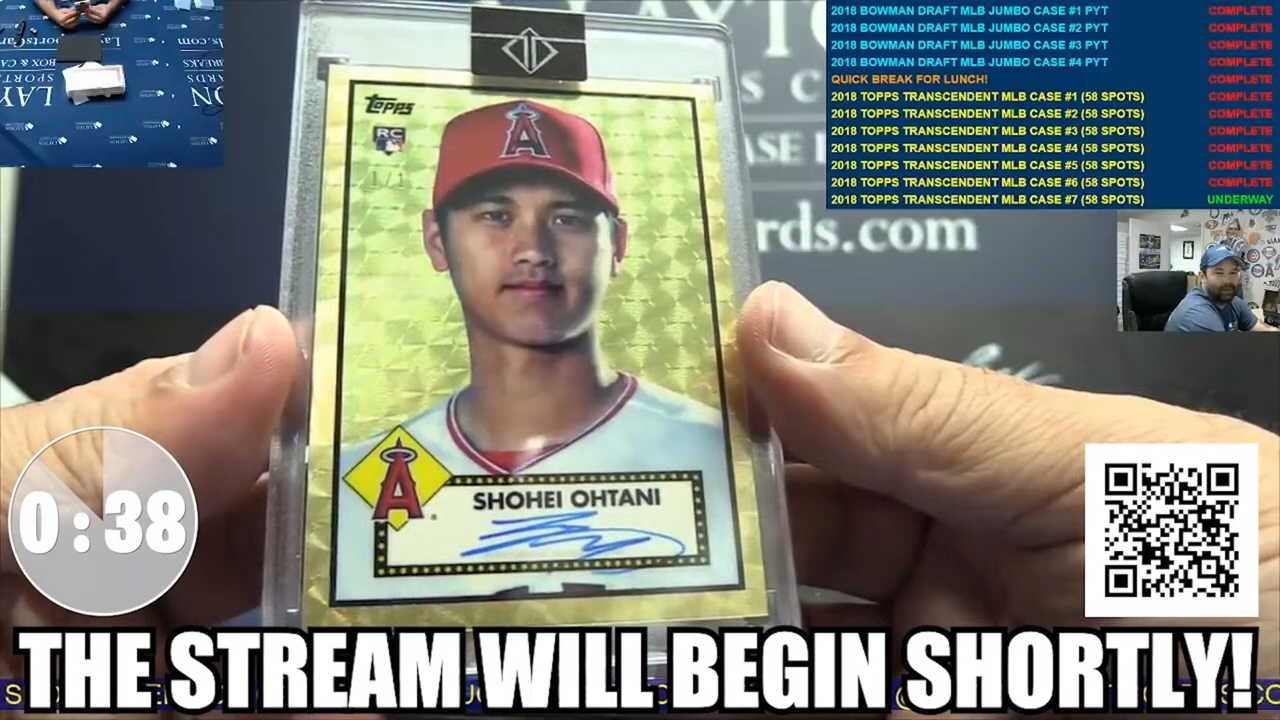 2018 BOWMAN DRAFT MLB JUMBO CASE #1 PYT COMPLETE
2018 BOWMAN DRAFT MLB JUMBO CASE #2 PYT COMPLETE
2018 BOWMAN DRAFT MLB JUMBO CASE #3 PYT COMPLETE
2018 BOWMAN DRAFT MLB JUMBO CASE #4 PYT COMPLETE
QUICK BREAK FOR LUNCH! COMPLETE
2018 TOPPS TRANSCENDENT MLB CASE #1 (58 SPOTS) COMPLETE
2018 TOPPS TRANSCENDENT MLB CASE #2 (58 SPOTS) COMPLETE
2018 TOPPS TRANSCENDENT MLB CASE #3 (58 SPOTS) COMPLETE
2018 TOPPS TRANSCENDENT MLB CASE #4 (58 SPOTS) COMPLETE
2018 TOPPS TRANSCENDENT MLB CASE #5 (58 SPOTS) COMPLETE
2018 TOPPS TRANSCENDENT MLB CASE #6 (58 SPOTS) COMPLETE
2018 TOPPS TRANSCENDENT MLB CASE #7 (58 SPOTS) UNDERWAY
Topps
RC
1/1
A
rds.com
A
SHOHEI OHTANI
0:38
THE STREAM WILL BEGIN SHORTLY!